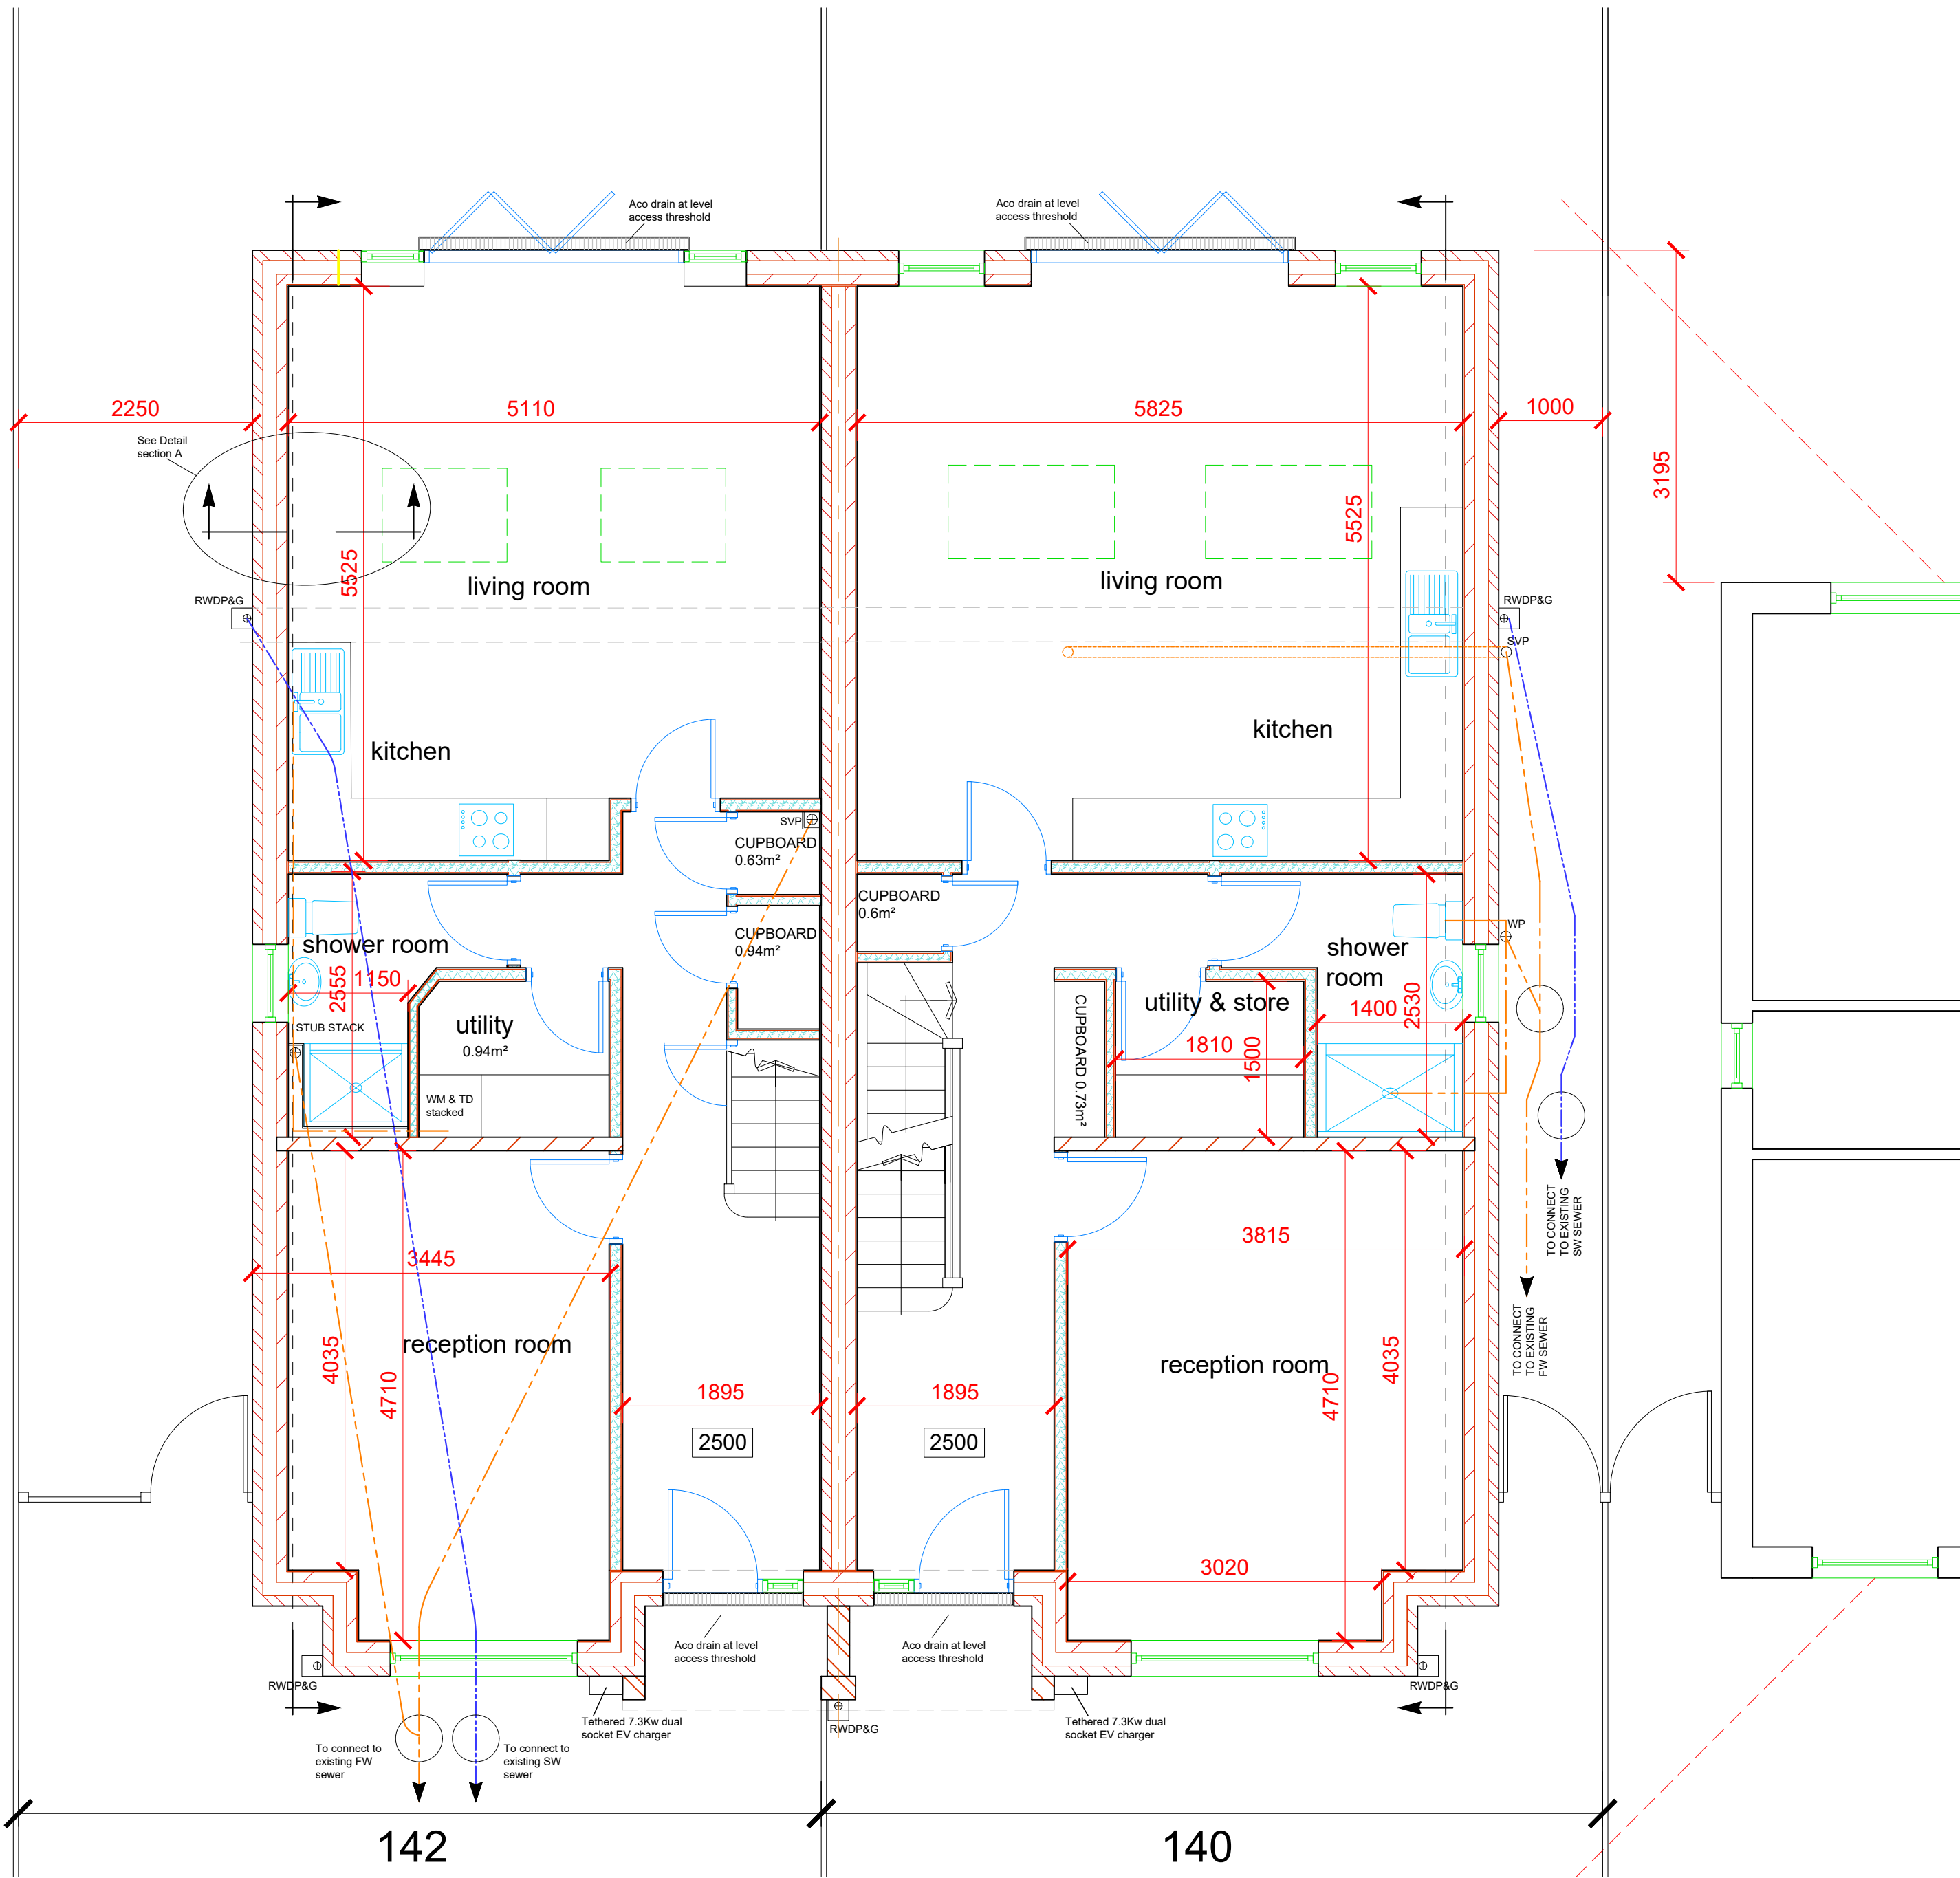 Aco drain at level
access threshold
Aco drain at level
access threshold
2250
5110
5825
1000
See Detail
section A
3195
5525
5525
living room
living room
RWDP&G
RWDP&G
SVP
kitchen
kitchen
SVP
CUPBOARD
0.63m²
CUPBOARD
0.6m²
CUPBOARD
0.94m²
WP
shower room
shower
room
2555
1150
utility & store
1400
2530
STUB STACK
utility
0.94m²
CUPBOARD 0.73m²
1810
1500
WM & TD
stacked
TO CONNECT
TO EXISTING
SW SEWER
3445
3815
4035
4710
reception room
reception room
4710
4035
TO CONNECT
TO EXISTING
FW SEWER
1895
1895
2500
2500
3020
Aco drain at level
access threshold
Aco drain at level
access threshold
RWDP&G
RWDP&G
Tethered 7.3Kw dual
socket EV charger
RWDP&G
Tethered 7.3Kw dual
socket EV charger
To connect to
existing FW
sewer
To connect to
existing SW
sewer
142
140